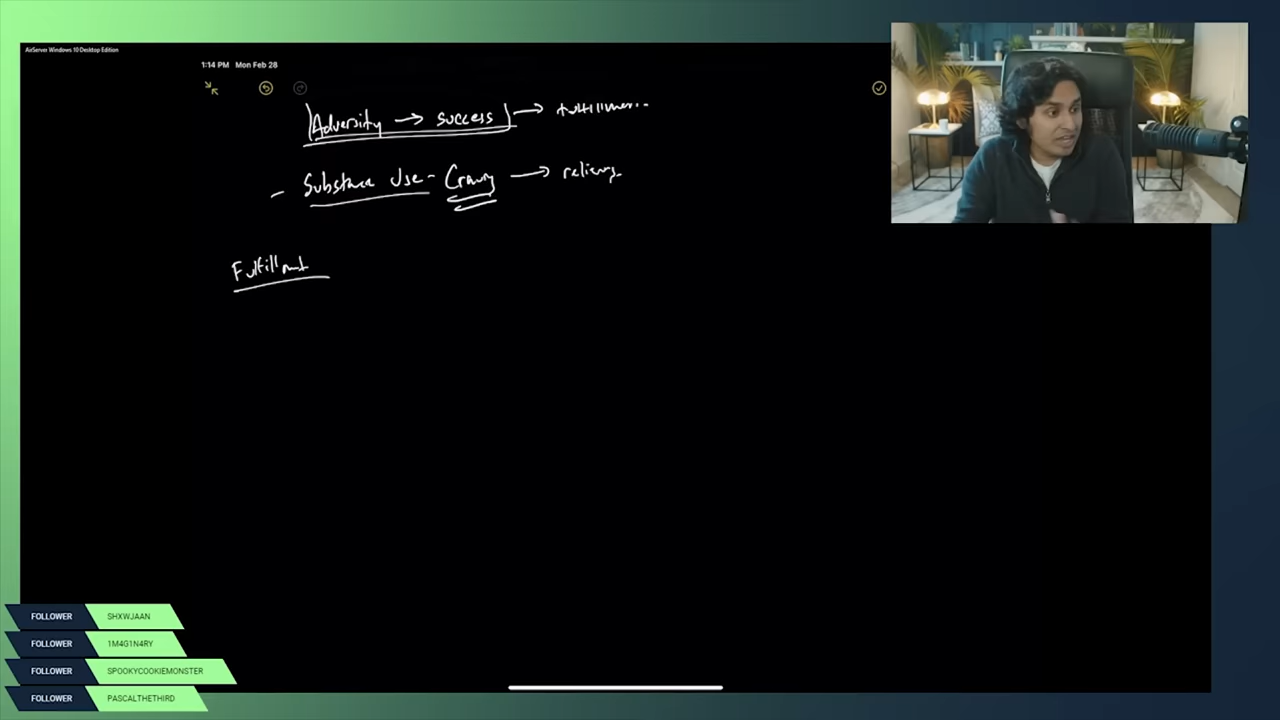 AirServer Windows 10 Desktop Edition
1:14 PM Mon Feb 28
(Adversity → success) → fulfillment..
- Substance Use - Craving → relieving
Fulfillment
FOLLOWER SHXWJAAN
FOLLOWER 1M4G1N4RY
FOLLOWER SPOOKYCOOKIEMONSTER
FOLLOWER PASCALTHETHIRD